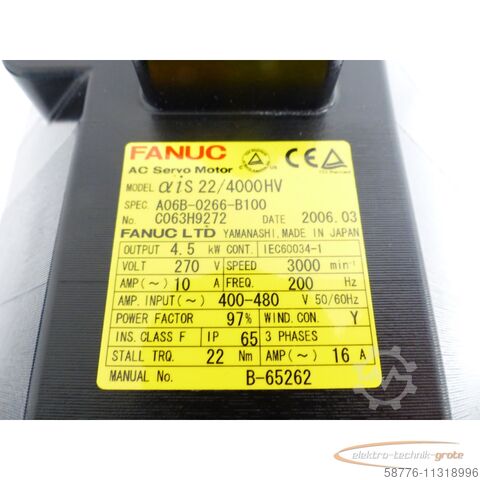 FANUC
AC Servo Motor
MODEL αiS 22/4000HV
SPEC. A06B-0266-B100
No. C063H9272 DATE 2006.03
FANUC LTD YAMANASHI, MADE IN JAPAN
OUTPUT 4.5 kW CONT. IEC60034-1
VOLT 270 V SPEED 3000 min⁻¹
AMP(~) 10 A FREQ. 200 Hz
AMP. INPUT(~) 400-480 V 50/60Hz
POWER FACTOR 97% WIND. CON. Y
INS. CLASS F IP 65 3 PHASES
STALL TRQ. 22 Nm AMP(~) 16 A
MANUAL No. B-65262
elektro-technik-grote
58776-11318996